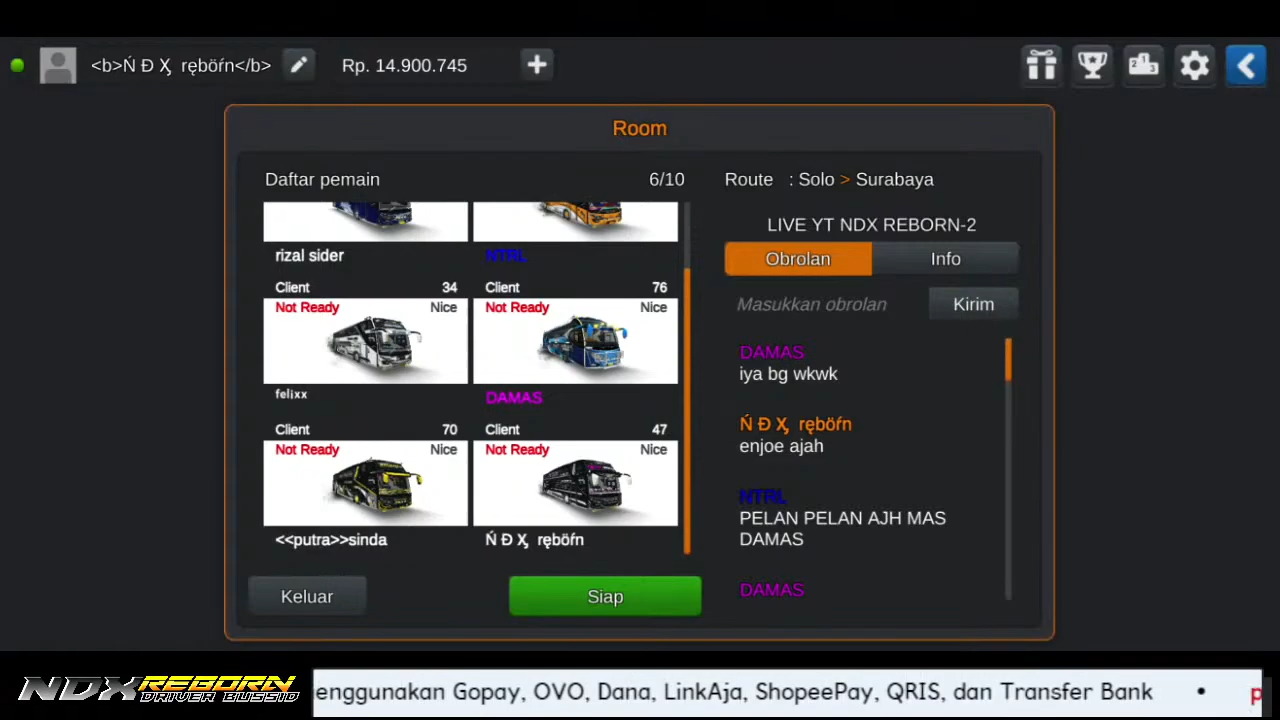 <b>Ń Đ Ӽ ręböŕn</b>
Rp. 14.900.745
Room
Daftar pemain 6/10
rizal sider
NTRL
Client 34
Not Ready Nice
felixx
Client 76
Not Ready Nice
DAMAS
Client 70
Not Ready Nice
<<putra>>sinda
Client 47
Not Ready Nice
Ń Đ Ӽ ręböŕn
Keluar
Siap
Route : Solo > Surabaya
LIVE YT NDX REBORN-2
Obrolan
Info
Masukkan obrolan
Kirim
DAMAS
iya bg wkwk
Ń Đ Ӽ ręböŕn
enjoe ajah
NTRL
PELAN PELAN AJH MAS
DAMAS
DAMAS
NDX REBORN
DRIVER BUSSID
enggunakan Gopay, OVO, Dana, LinkAja, ShopeePay, QRIS, dan Transfer Bank • p